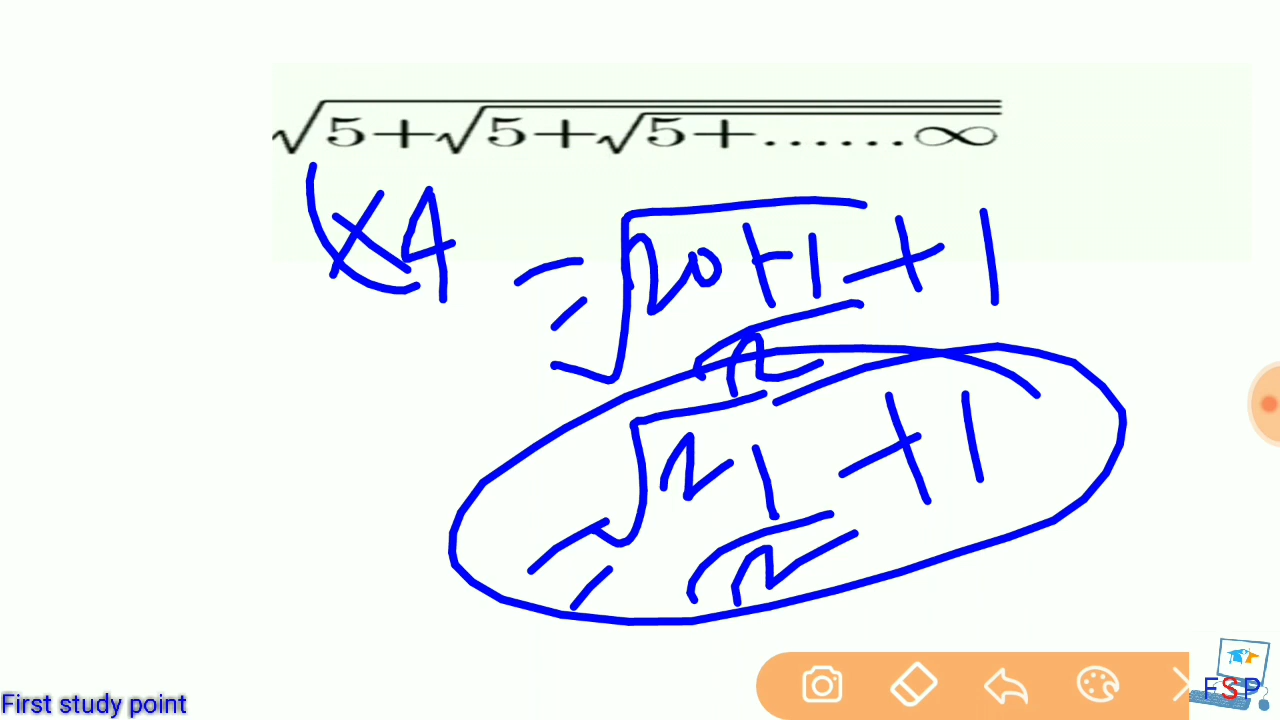 √5+√5+√5+......∞
×4
= √20+1 + 1
2
= √21 + 1
2
First study point
FSP